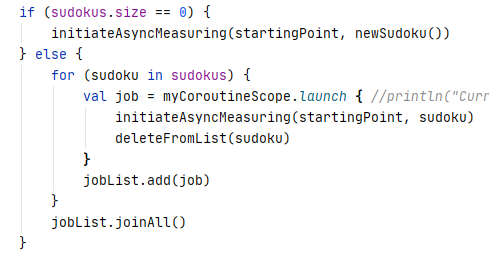 if (sudokus.size == 0) {
    initiateAsyncMeasuring(startingPoint, newSudoku())
} else {
    for (sudoku in sudokus) {
        val job = myCoroutineScope.launch { //println("Curr
            initiateAsyncMeasuring(startingPoint, sudoku)
            deleteFromList(sudoku)
        }
        jobList.add(job)
    }
    jobList.joinAll()
}